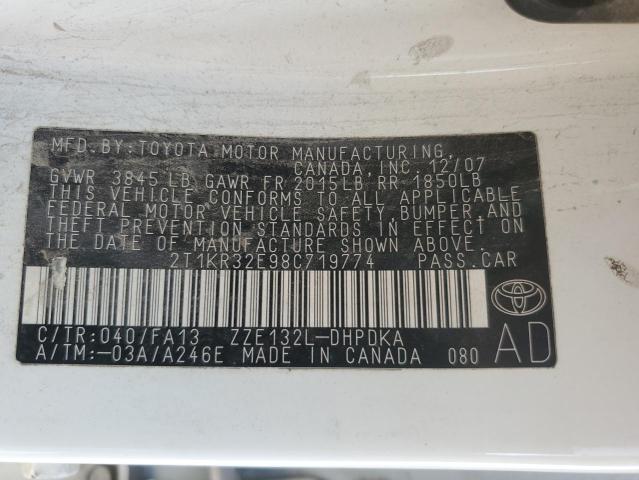 MFD. BY: TOYOTA MOTOR MANUFACTURING,
CANADA, INC. 12/07
GVWR 3845 LB GAWR FR 2015LB RR 1850LB
THIS VEHICLE CONFORMS TO ALL APPLICABLE
FEDERAL MOTOR VEHICLE SAFETY, BUMPER, AND
THEFT PREVENTION STANDARDS IN EFFECT ON
THE DATE OF MANUFACTURE SHOWN ABOVE.
2T1KR32E98C719774 PASS. CAR
C/TR: 040/FA13 ZZE132L-DHPDKA
A/TM: -03A/A246E MADE IN CANADA 080 AD